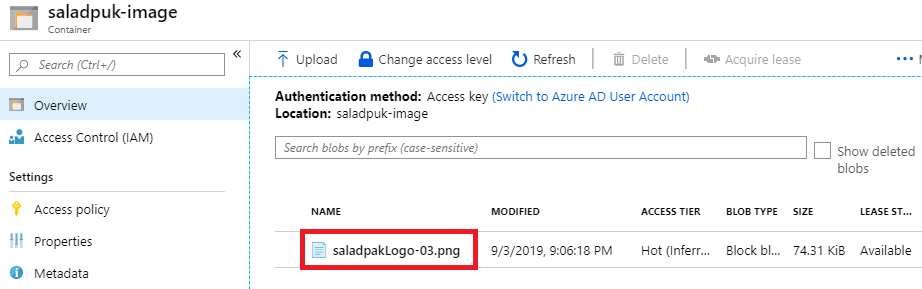 saladpuk-image
Container
Search (Ctrl+/)
«
Overview
Access Control (IAM)
Settings
Access policy
Properties
Metadata
Upload
Change access level
Refresh
Delete
Acquire lease
Authentication method: Access key (Switch to Azure AD User Account)
Location: saladpuk-image
Search blobs by prefix (case-sensitive)
Show deleted
blobs
NAME MODIFIED ACCESS TIER BLOB TYPE SIZE LEASE ST...
saladpakLogo-03.png 9/3/2019, 9:06:18 PM Hot (Inferr... Block bl... 74.31 KiB Available